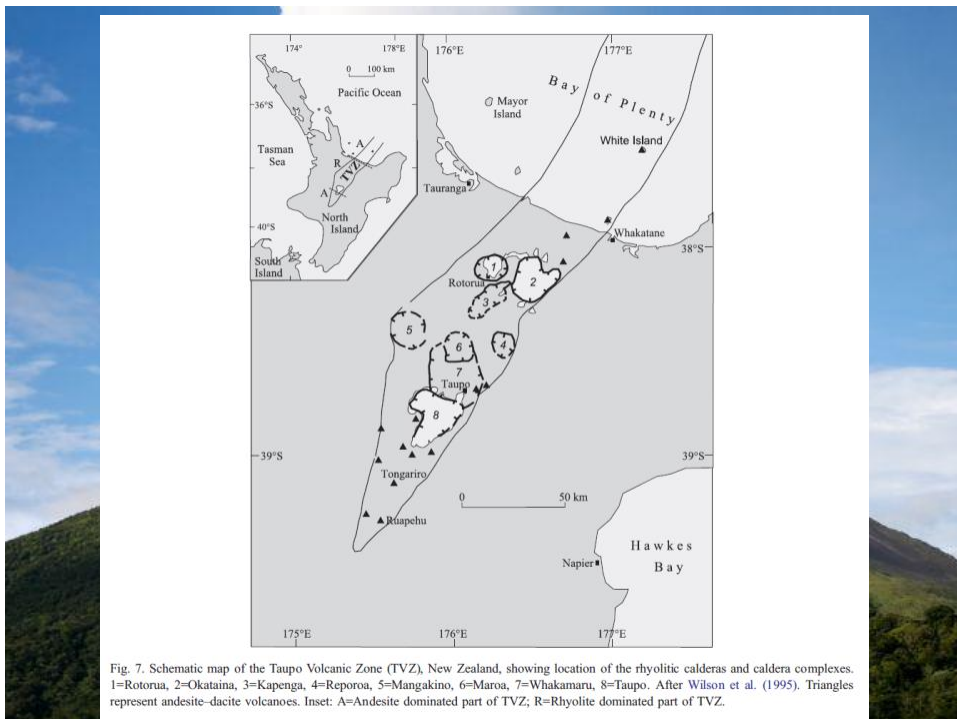 174°
178°E
176°E
177°E
0 100 km
Pacific Ocean
36°S
Tasman
Sea
A
R
TVZ
A
North
Island
40°S
South
Island
Mayor
Island
Bay of Plenty
White Island
Tauranga
Whakatane
38°S
1
2
Rotorua
3
4
5
6
7
Taupo
8
39°S
39°S
Tongariro
0 50 km
Ruapehu
Hawkes
Bay
Napier
175°E
176°E
177°E
Fig. 7. Schematic map of the Taupo Volcanic Zone (TVZ), New Zealand, showing location of the rhyolitic calderas and caldera complexes.
1=Rotorua, 2=Okataina, 3=Kapenga, 4=Reporoa, 5=Mangakino, 6=Maroa, 7=Whakamaru, 8=Taupo. After Wilson et al. (1995). Triangles
represent andesite–dacite volcanoes. Inset: A=Andesite dominated part of TVZ; R=Rhyolite dominated part of TVZ.